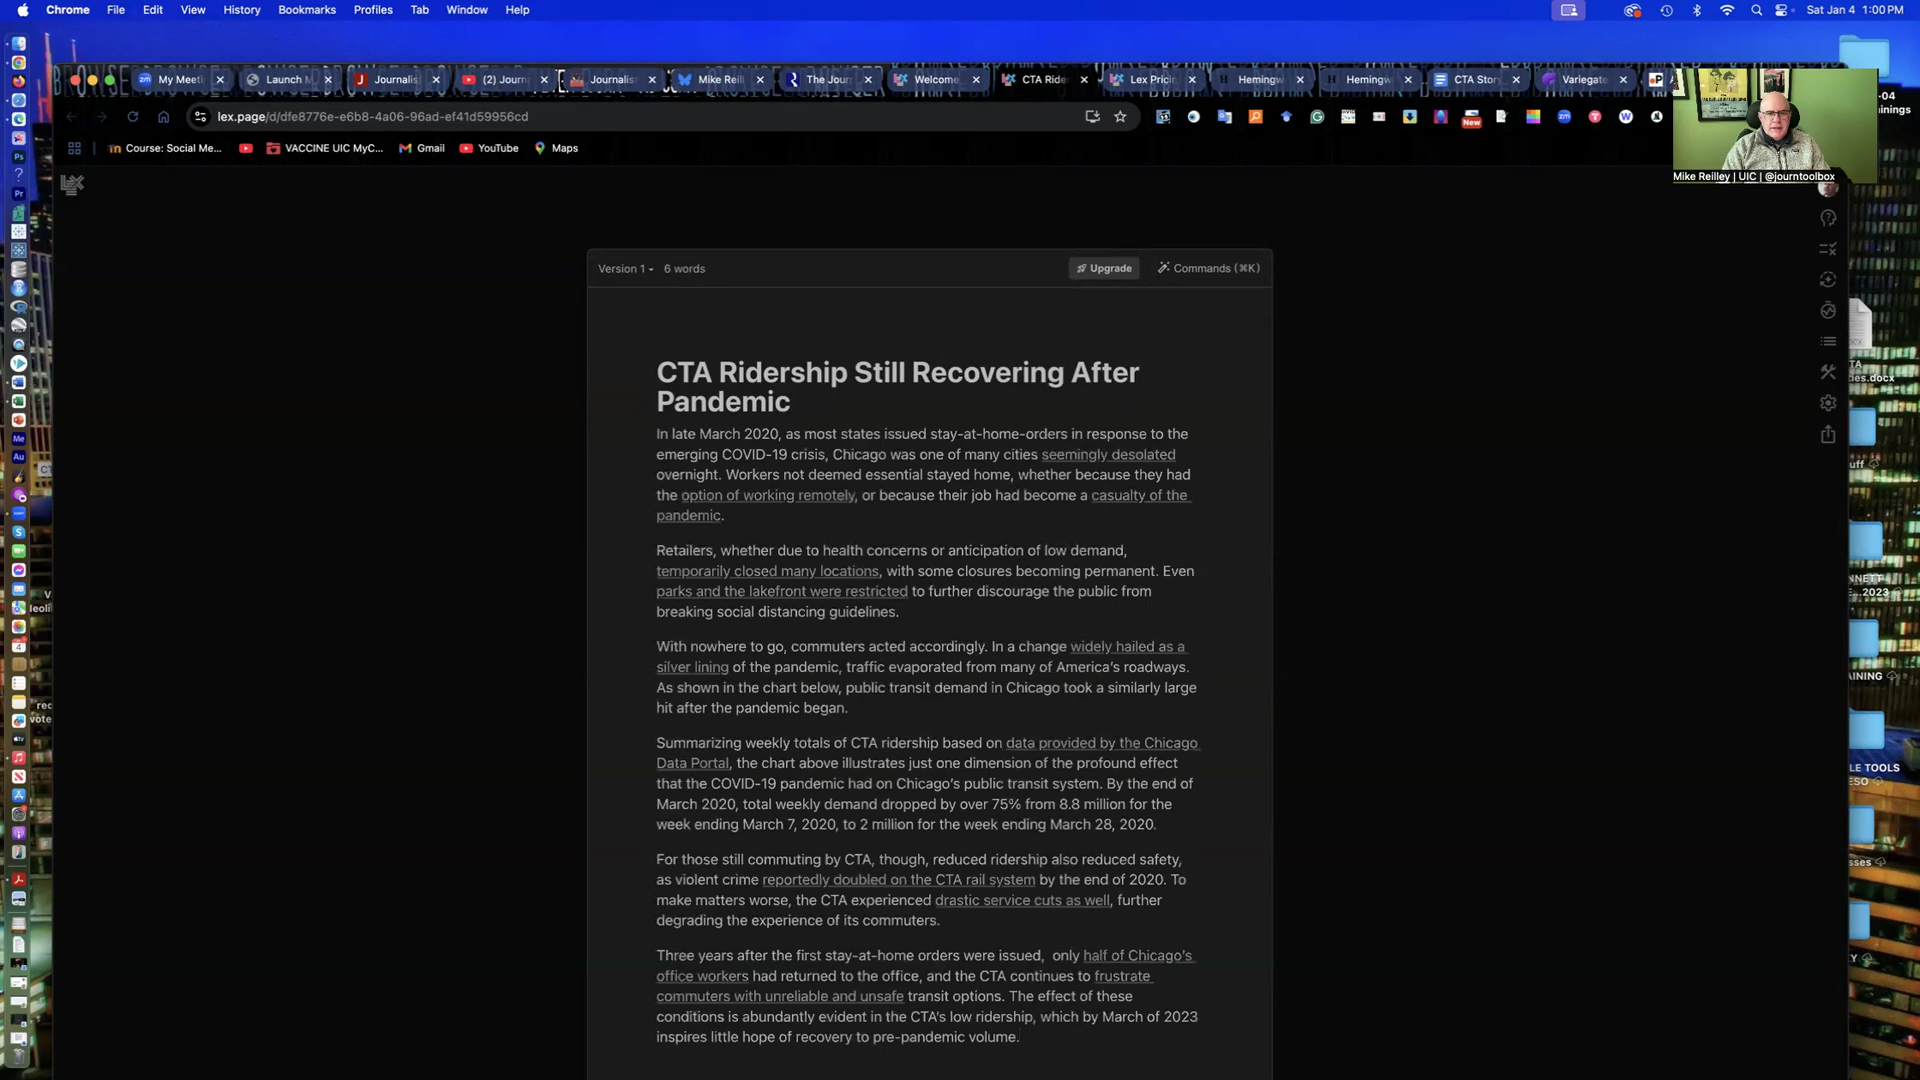 Chrome File Edit View History Bookmarks Profiles Tab Window Help Sat Jan 4 1:00PM
My Meeti Launch M Journalist (2) Journ Journalist Mike Reill The Jour Welcome CTA Ride Lex Pricin Hemingw Hemingw CTA Stor Variegate
lex.page/d/dfe8776e-e6b8-4a06-96ad-ef41d59956cd New
Course: Social Me... VACCINE UIC MyC... Gmail YouTube Maps
Mike Reilley | UIC | @journtoolbox
Version 1 6 words Upgrade Commands (⌘K)
CTA Ridership Still Recovering After
Pandemic
In late March 2020, as most states issued stay-at-home-orders in response to the
emerging COVID-19 crisis, Chicago was one of many cities seemingly desolated
overnight. Workers not deemed essential stayed home, whether because they had
the option of working remotely, or because their job had become a casualty of the
pandemic.
Retailers, whether due to health concerns or anticipation of low demand,
temporarily closed many locations, with some closures becoming permanent. Even
parks and the lakefront were restricted to further discourage the public from
breaking social distancing guidelines.
With nowhere to go, commuters acted accordingly. In a change widely hailed as a
silver lining of the pandemic, traffic evaporated from many of America's roadways.
As shown in the chart below, public transit demand in Chicago took a similarly large
hit after the pandemic began.
Summarizing weekly totals of CTA ridership based on data provided by the Chicago
Data Portal, the chart above illustrates just one dimension of the profound effect
that the COVID-19 pandemic had on Chicago's public transit system. By the end of
March 2020, total weekly demand dropped by over 75% from 8.8 million for the
week ending March 7, 2020, to 2 million for the week ending March 28, 2020.
For those still commuting by CTA, though, reduced ridership also reduced safety,
as violent crime reportedly doubled on the CTA rail system by the end of 2020. To
make matters worse, the CTA experienced drastic service cuts as well, further
degrading the experience of its commuters.
Three years after the first stay-at-home orders were issued, only half of Chicago's
office workers had returned to the office, and the CTA continues to frustrate
commuters with unreliable and unsafe transit options. The effect of these
conditions is abundantly evident in the CTA's low ridership, which by March of 2023
inspires little hope of recovery to pre-pandemic volume.